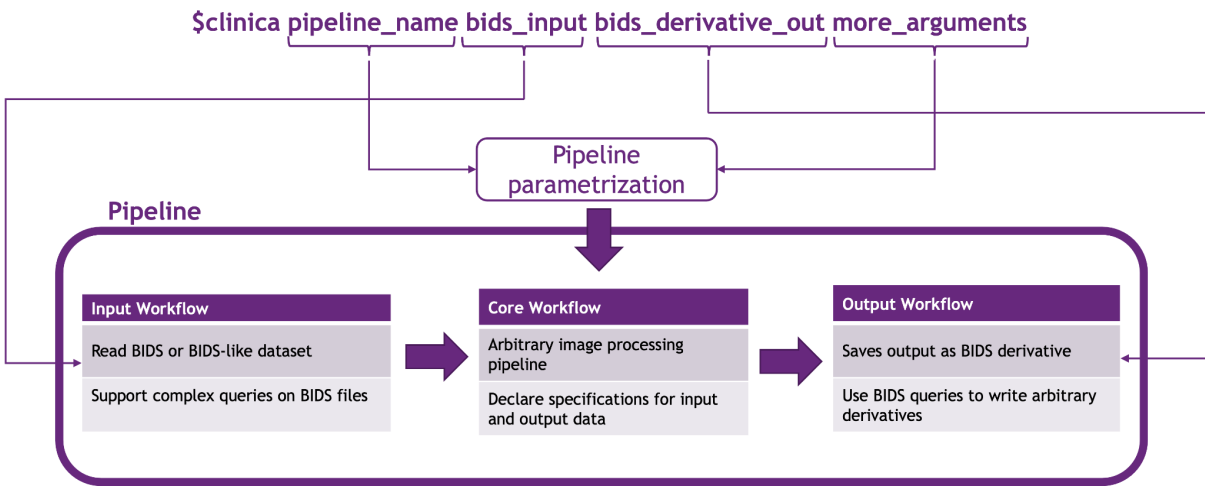 $clinica pipeline_name bids_input bids_derivative_out more_arguments
Pipeline
parametrization
Pipeline
Input Workflow
Read BIDS or BIDS-like dataset
Support complex queries on BIDS files
Core Workflow
Arbitrary image processing
pipeline
Declare specifications for input
and output data
Output Workflow
Saves output as BIDS derivative
Use BIDS queries to write arbitrary
derivatives